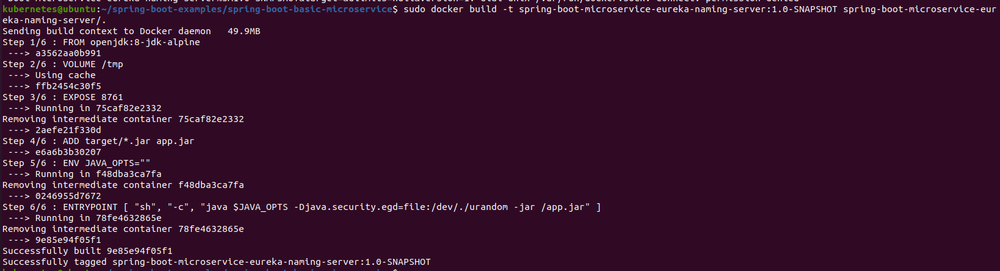 kubernetes@ubuntu:~/spring-boot-examples/spring-boot-basic-microservice$ sudo docker build -t spring-boot-microservice-eureka-naming-server:1.0-SNAPSHOT spring-boot-microservice-eur
eka-naming-server/.
Sending build context to Docker daemon   49.9MB
Step 1/6 : FROM openjdk:8-jdk-alpine
 ---> a3562aa0b991
Step 2/6 : VOLUME /tmp
 ---> Using cache
 ---> ffb2454c30f5
Step 3/6 : EXPOSE 8761
 ---> Running in 75caf82e2332
Removing intermediate container 75caf82e2332
 ---> 2aefe21f330d
Step 4/6 : ADD target/*.jar app.jar
 ---> e6a6b3b30207
Step 5/6 : ENV JAVA_OPTS=""
 ---> Running in f48dba3ca7fa
Removing intermediate container f48dba3ca7fa
 ---> 0246955d7672
Step 6/6 : ENTRYPOINT [ "sh", "-c", "java $JAVA_OPTS -Djava.security.egd=file:/dev/./urandom -jar /app.jar" ]
 ---> Running in 78fe4632865e
Removing intermediate container 78fe4632865e
 ---> 9e85e94f05f1
Successfully built 9e85e94f05f1
Successfully tagged spring-boot-microservice-eureka-naming-server:1.0-SNAPSHOT